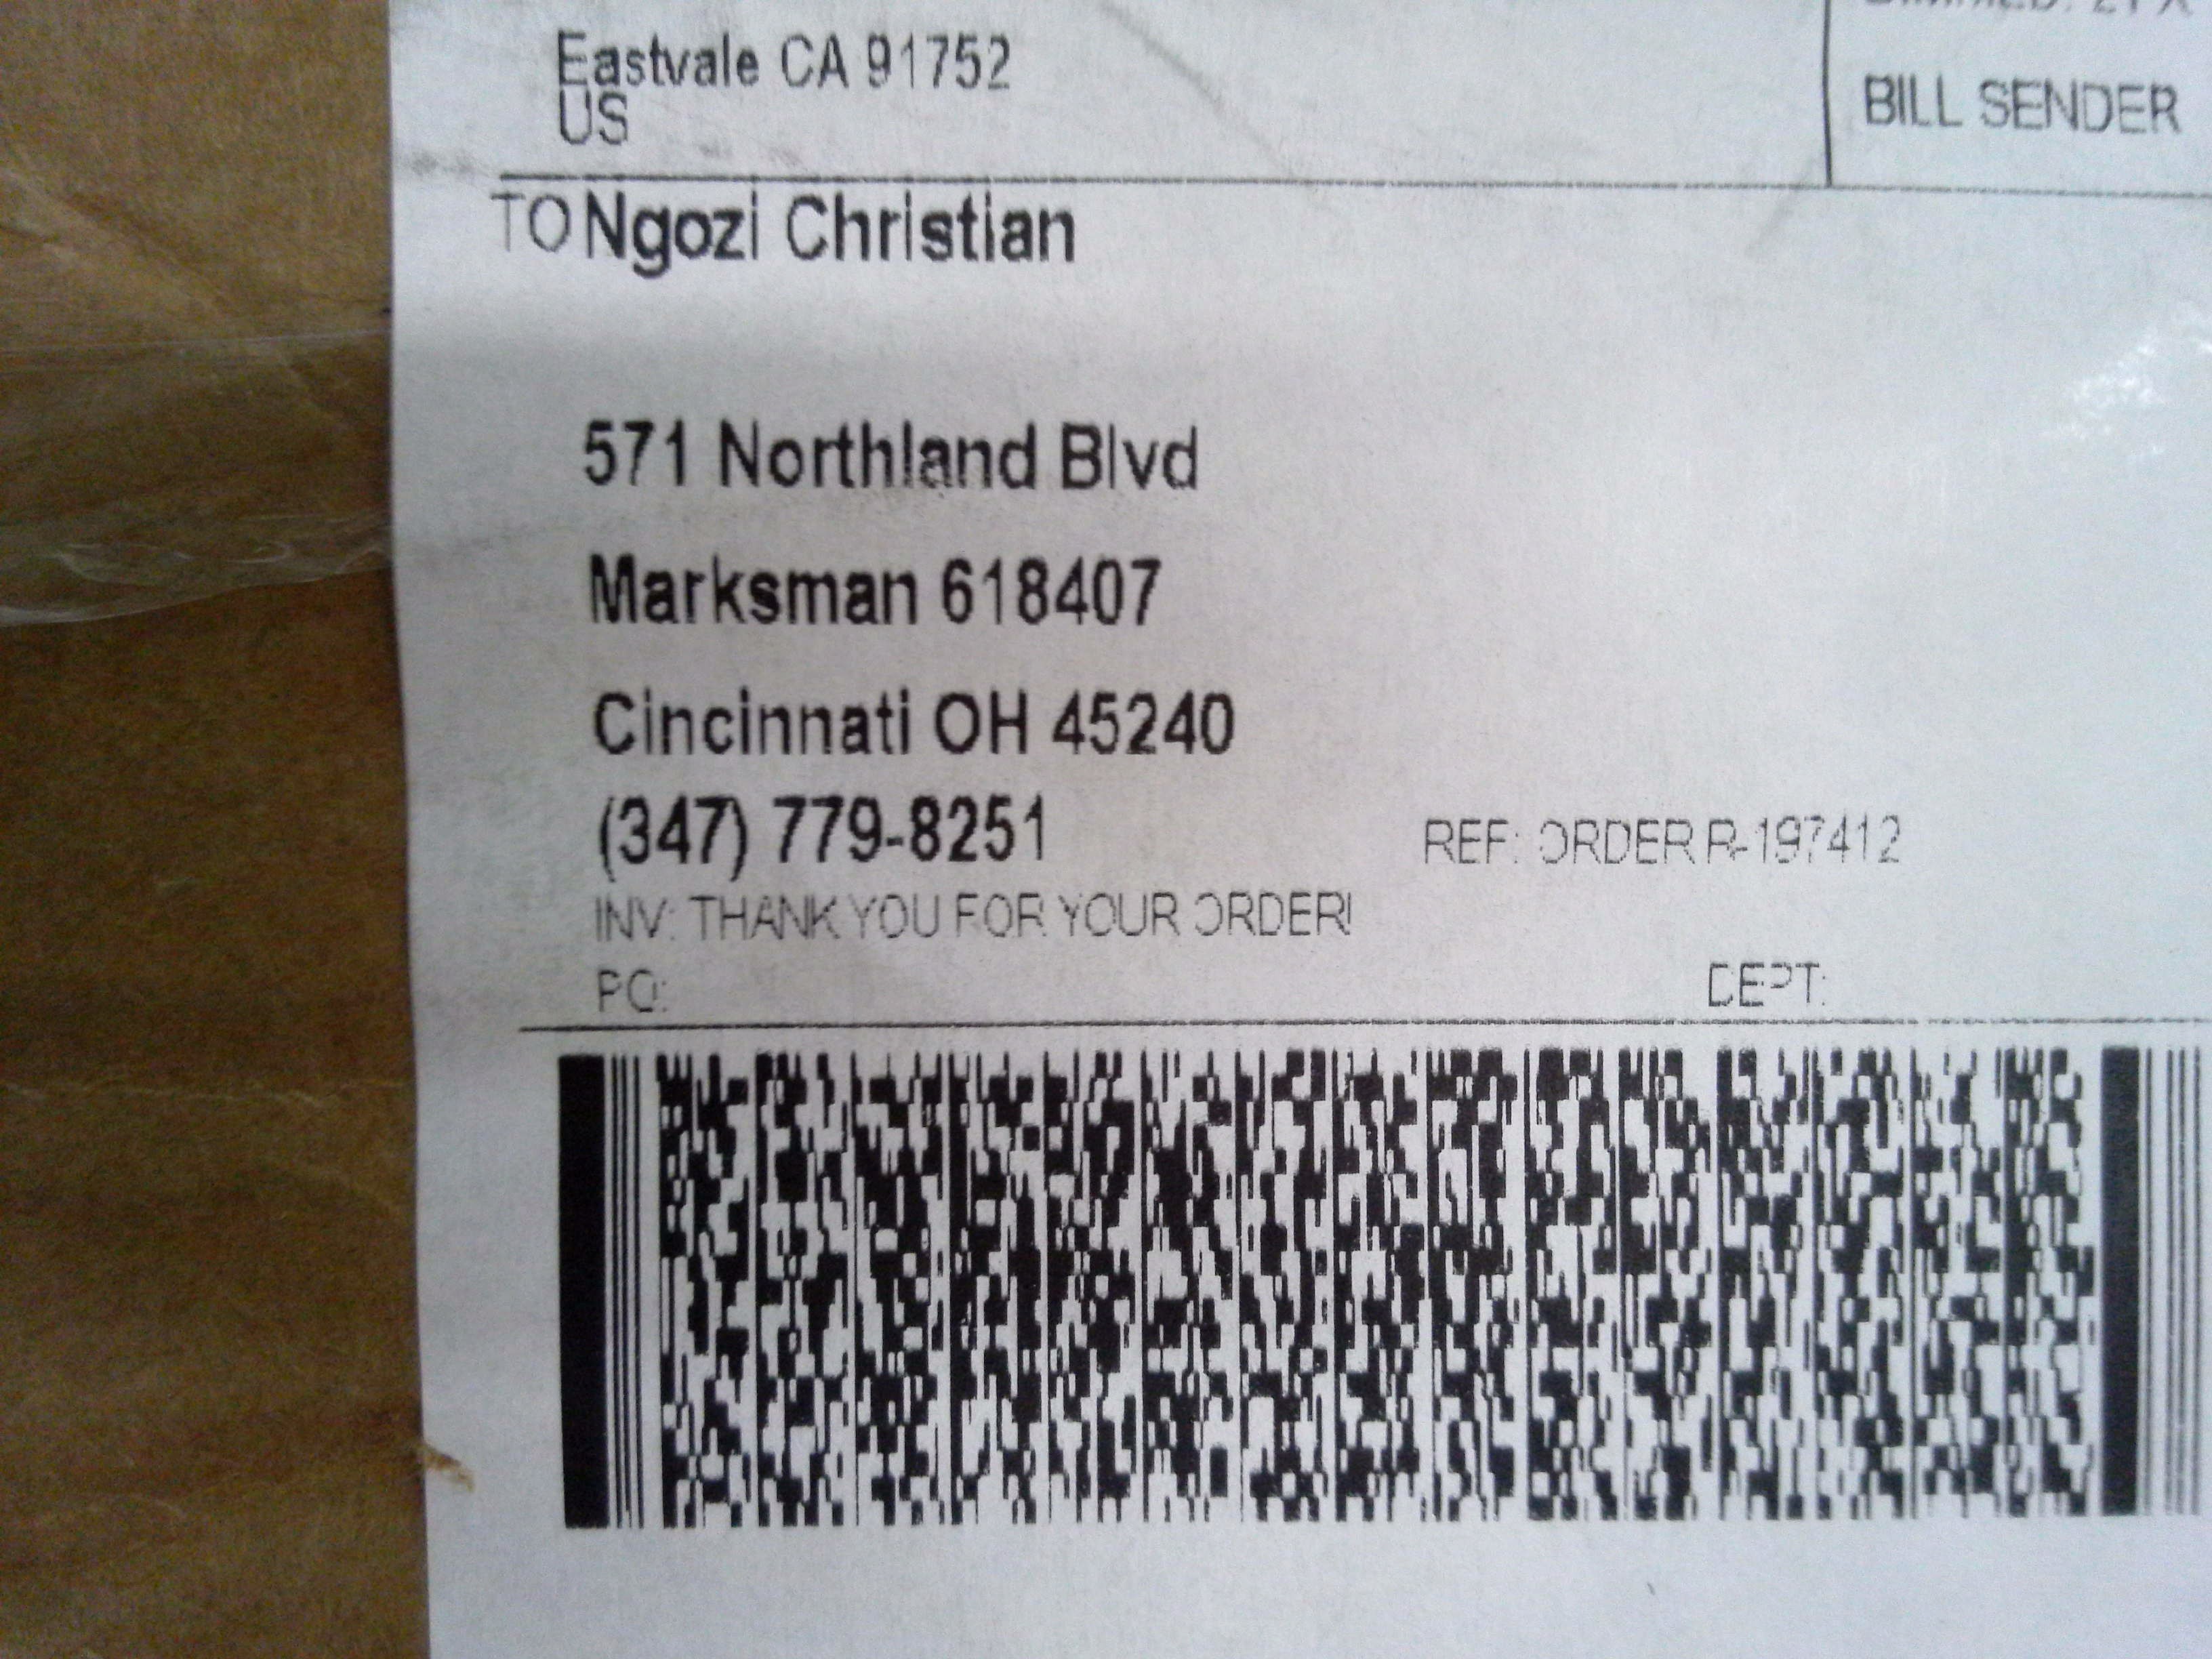 Eastvale CA 91752
US
BILL SENDER
TO Ngozi Christian
571 Northland Blvd
Marksman 618407
Cincinnati OH 45240
(347) 779-8251
REF: ORDER R-197412
INV: THANK YOU FOR YOUR ORDER!
PO:
DEPT: